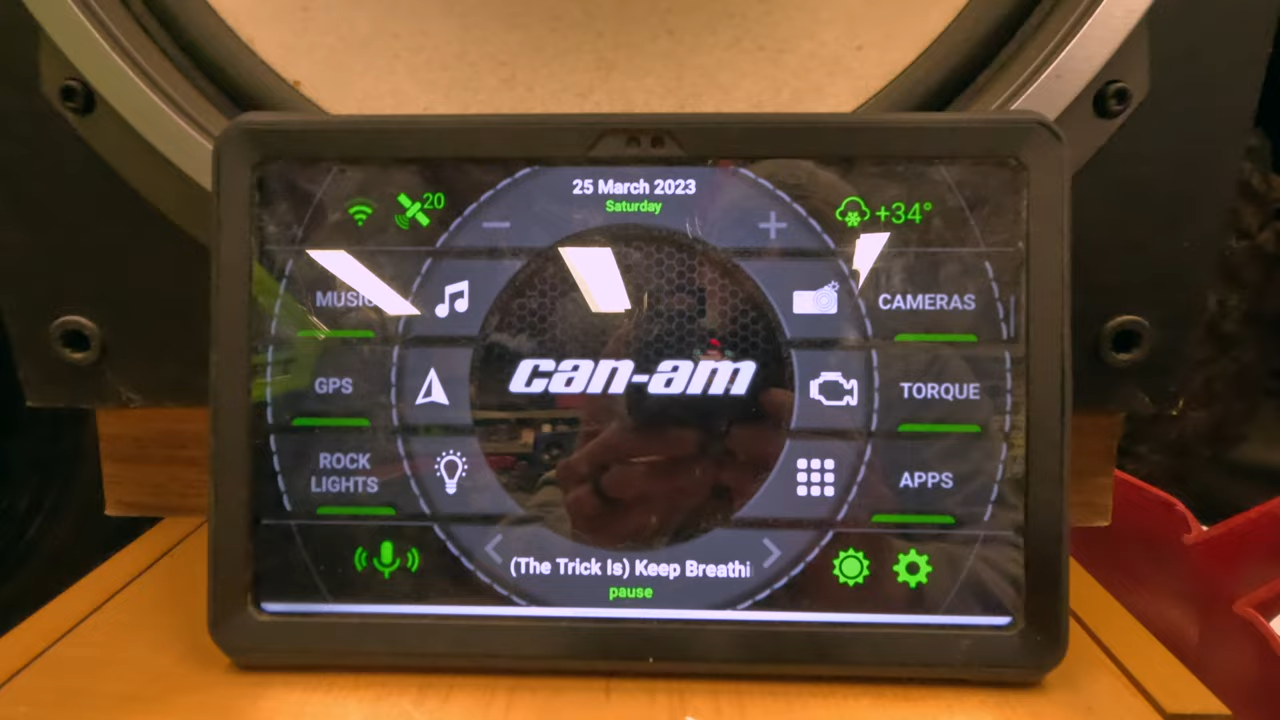 25 March 2023
Saturday
20
+34°
MUSIC
CAMERAS
GPS
can-am
TORQUE
ROCK
LIGHTS
APPS
(The Trick Is) Keep Breathi
pause